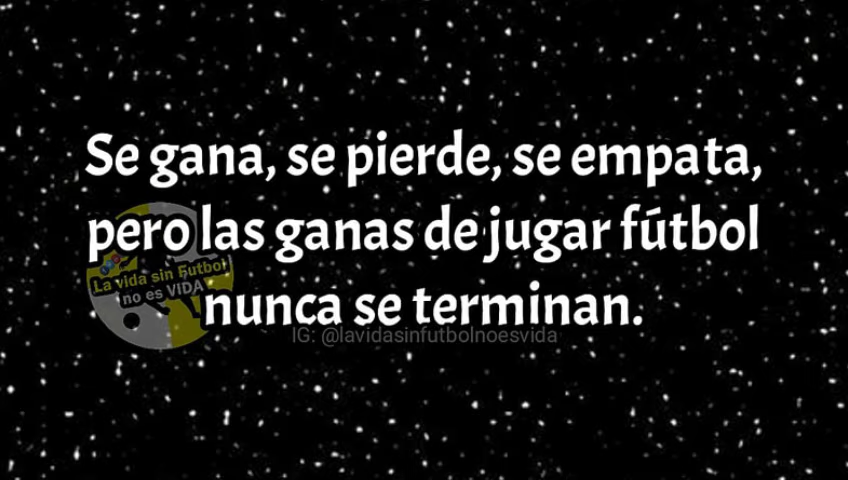 Se gana, se pierde, se empata,
pero las ganas de jugar fútbol
nunca se terminan.
La vida sin Futbol
no es VIDA
IG: @lavidasinfutbolnoesvida